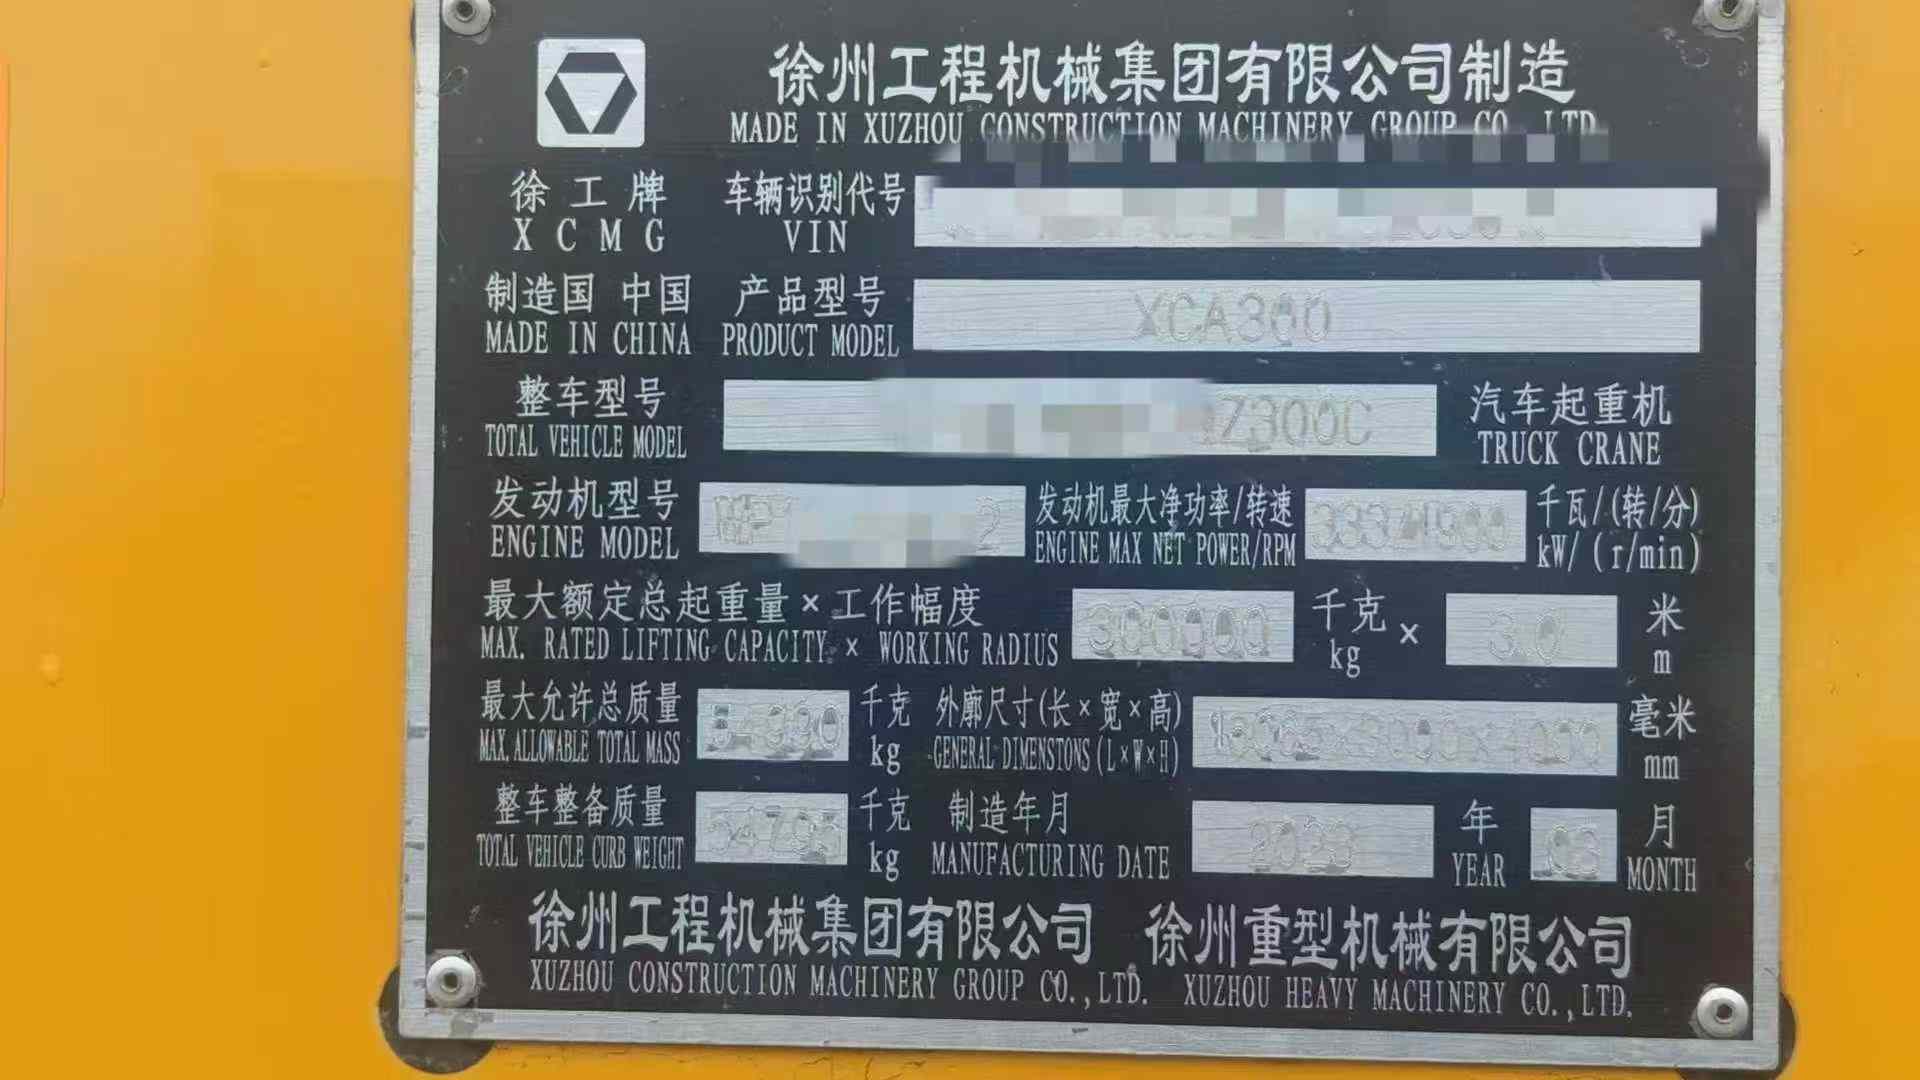 徐州工程机械集团有限公司制造
MADE IN XUZHOU CONSTRUCTION MACHINERY GROUP CO., LTD.
徐工牌 车辆识别代号
XCMG VIN
制造国 中国 产品型号 XCA300
MADE IN CHINA PRODUCT MODEL
整车型号 Z300C 汽车起重机
TOTAL VEHICLE MODEL TRUCK CRANE
发动机型号 2 发动机最大净功率/转速 千瓦/(转/分)
ENGINE MODEL ENGINE MAX NET POWER/RPM kW/(r/min)
最大额定总起重量×工作幅度 300000 千克 × 3.0 米
MAX. RATED LIFTING CAPACITY × WORKING RADIUS kg m
最大允许总质量 千克 外廓尺寸(长×宽×高) 毫米
MAX. ALLOWABLE TOTAL MASS kg GENERAL DIMENSTONS (L×W×H) mm
整车整备质量 54795 千克 制造年月 2023 年 月
TOTAL VEHICLE CURB WEIGHT kg MANUFACTURING DATE YEAR MONTH
徐州工程机械集团有限公司 徐州重型机械有限公司
XUZHOU CONSTRUCTION MACHINERY GROUP CO.,LTD. XUZHOU HEAVY MACHINERY CO.,LTD.